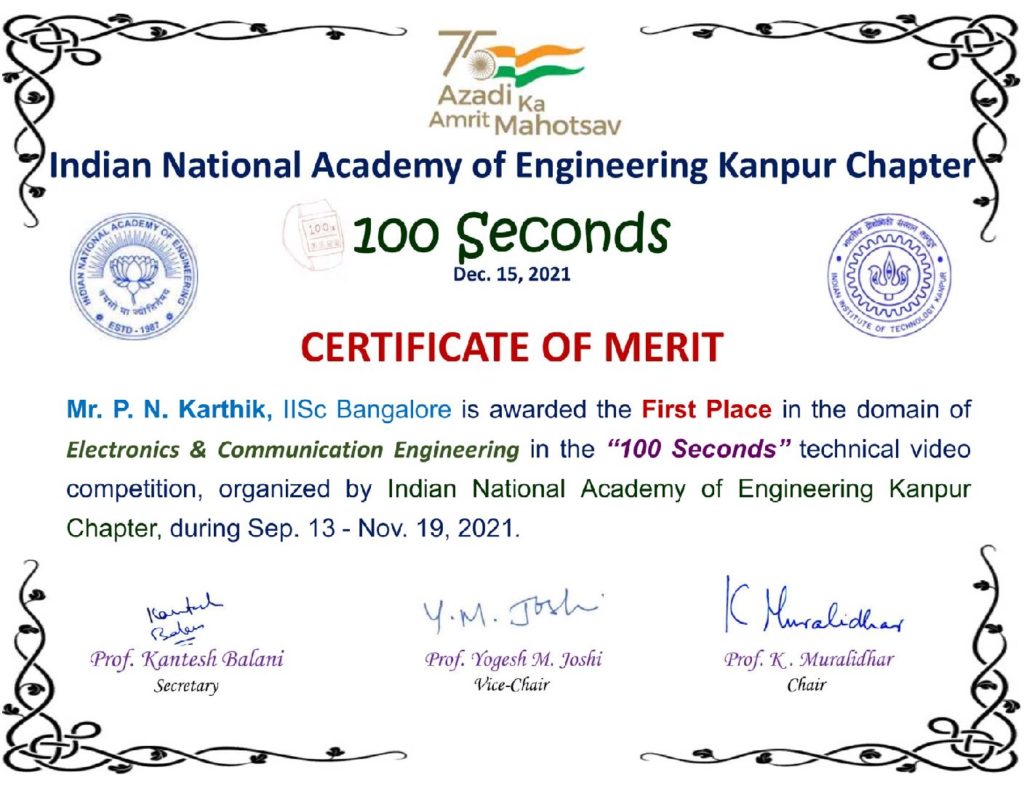 75
Azadi Ka
Amrit Mahotsav
Indian National Academy of Engineering Kanpur Chapter
100 Seconds
Dec. 15, 2021
INDIAN NATIONAL ACADEMY OF ENGINEERING
ESTD - 1987
INDIAN INSTITUTE OF TECHNOLOGY KANPUR
CERTIFICATE OF MERIT
Mr. P. N. Karthik, IISc Bangalore is awarded the First Place in the domain of
Electronics & Communication Engineering in the “100 Seconds” technical video
competition, organized by Indian National Academy of Engineering Kanpur
Chapter, during Sep. 13 - Nov. 19, 2021.
Kantesh Balani
Y.M. Joshi
K Muralidhar
Prof. Kantesh Balani
Prof. Yogesh M. Joshi
Prof. K . Muralidhar
Secretary
Vice-Chair
Chair